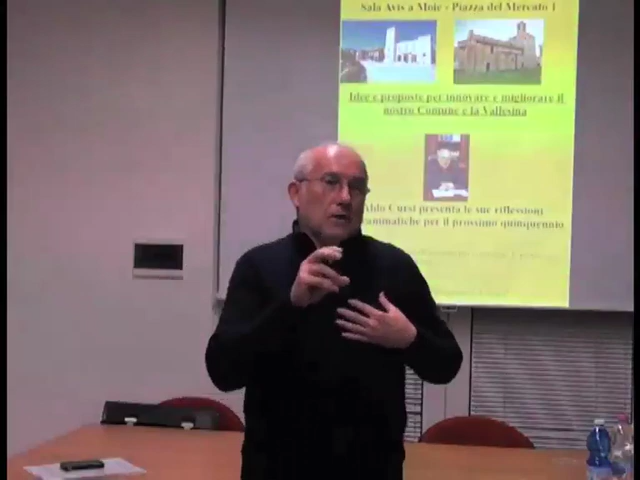 Sala Avis a Moie - Piazza del Mercato 1
Idee e proposte per innovare e migliorare il
nostro Comune e la Vallesina
Aldo Cursi presenta le sue riflessioni
per il prossimo quinquennio